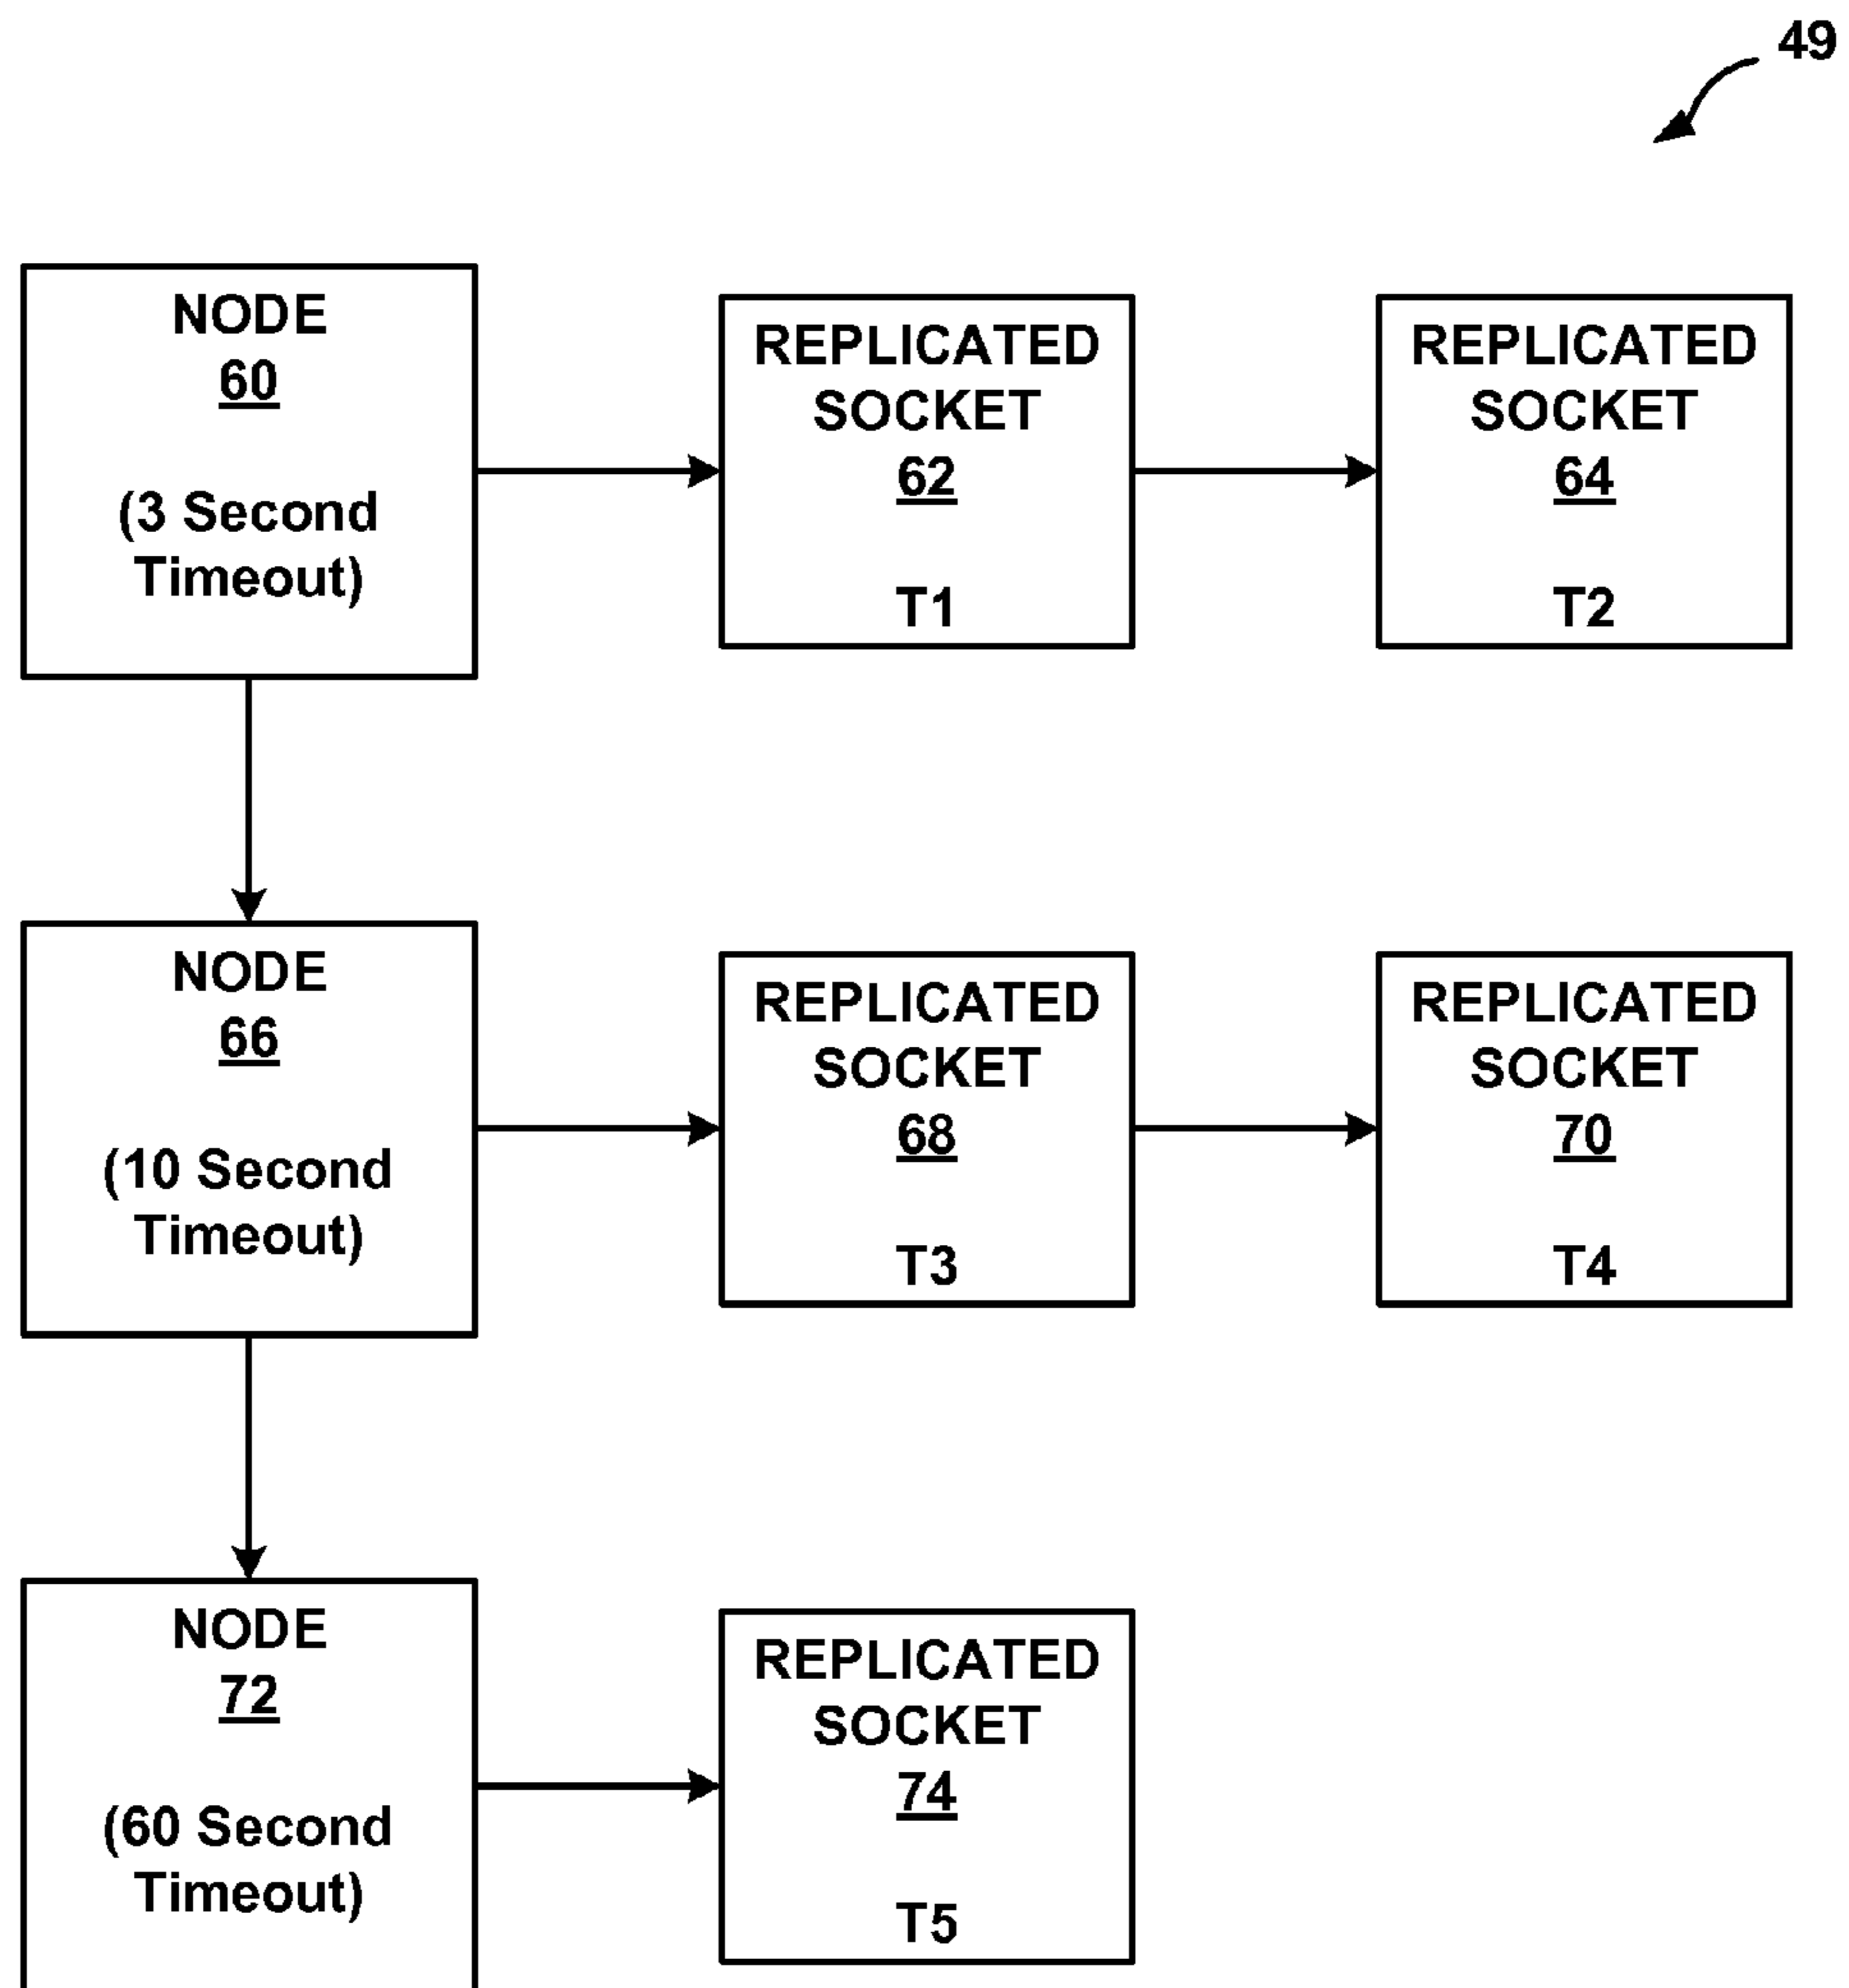 49
NODE
60
(3 Second
Timeout)
REPLICATED
SOCKET
62
T1
REPLICATED
SOCKET
64
T2
NODE
66
(10 Second
Timeout)
REPLICATED
SOCKET
68
T3
REPLICATED
SOCKET
70
T4
NODE
72
(60 Second
Timeout)
REPLICATED
SOCKET
74
T5